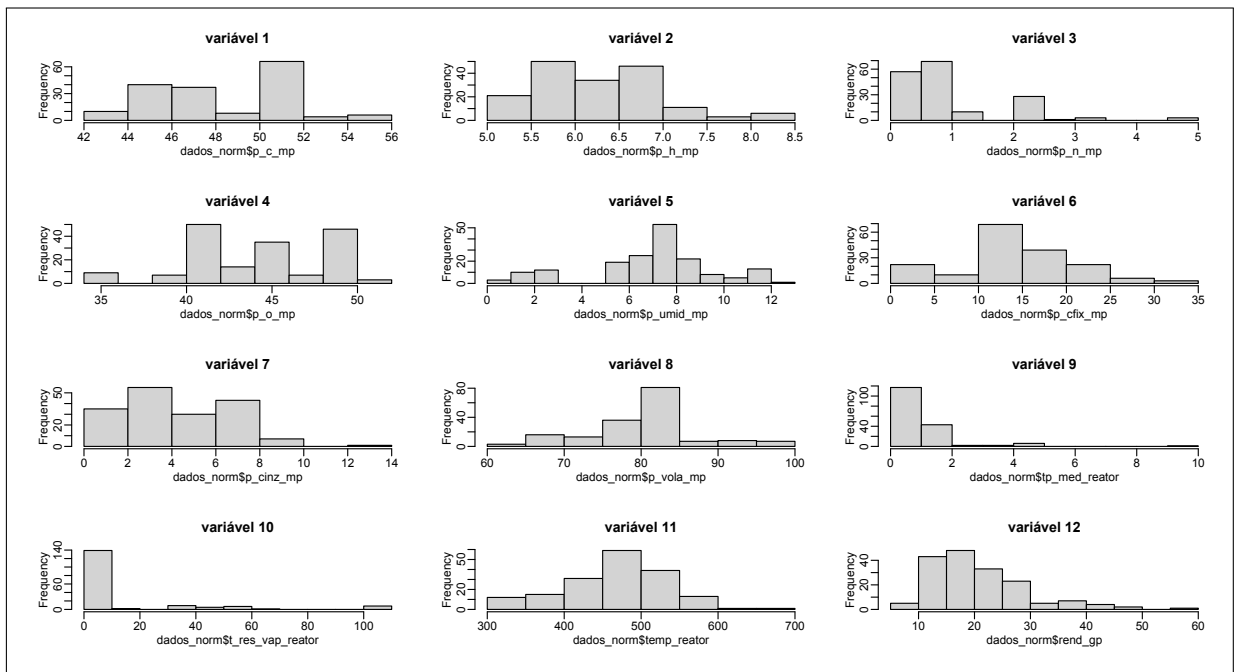 variável 1
Frequency
0 30 60
42 44 46 48 50 52 54 56
dados_norm$p_c_mp
variável 2
Frequency
0 20 40
5.0 5.5 6.0 6.5 7.0 7.5 8.0 8.5
dados_norm$p_h_mp
variável 3
Frequency
0 30 60
0 1 2 3 4 5
dados_norm$p_n_mp
variável 4
Frequency
0 20 40
35 40 45 50
dados_norm$p_o_mp
variável 5
Frequency
0 20 50
0 2 4 6 8 10 12
dados_norm$p_umid_mp
variável 6
Frequency
0 30 60
0 5 10 15 20 25 30 35
dados_norm$p_cfix_mp
variável 7
Frequency
0 20 50
0 2 4 6 8 10 12 14
dados_norm$p_cinz_mp
variável 8
Frequency
0 40 80
60 70 80 90 100
dados_norm$p_vola_mp
variável 9
Frequency
0 40 100
0 2 4 6 8 10
dados_norm$tp_med_reator
variável 10
Frequency
0 60 140
0 20 40 60 80 100
dados_norm$t_res_vap_reator
variável 11
Frequency
0 20 50
300 400 500 600 700
dados_norm$temp_reator
variável 12
Frequency
0 20 40
10 20 30 40 50 60
dados_norm$rend_gp